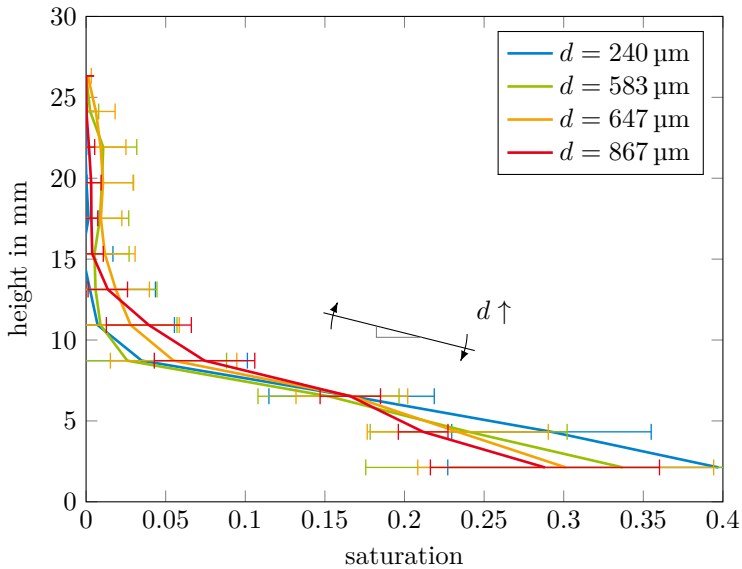 30
25
20
15
10
5
0
height in mm
d = 240 µm
d = 583 µm
d = 647 µm
d = 867 µm
d ↑
0 0.05 0.1 0.15 0.2 0.25 0.3 0.35 0.4
saturation